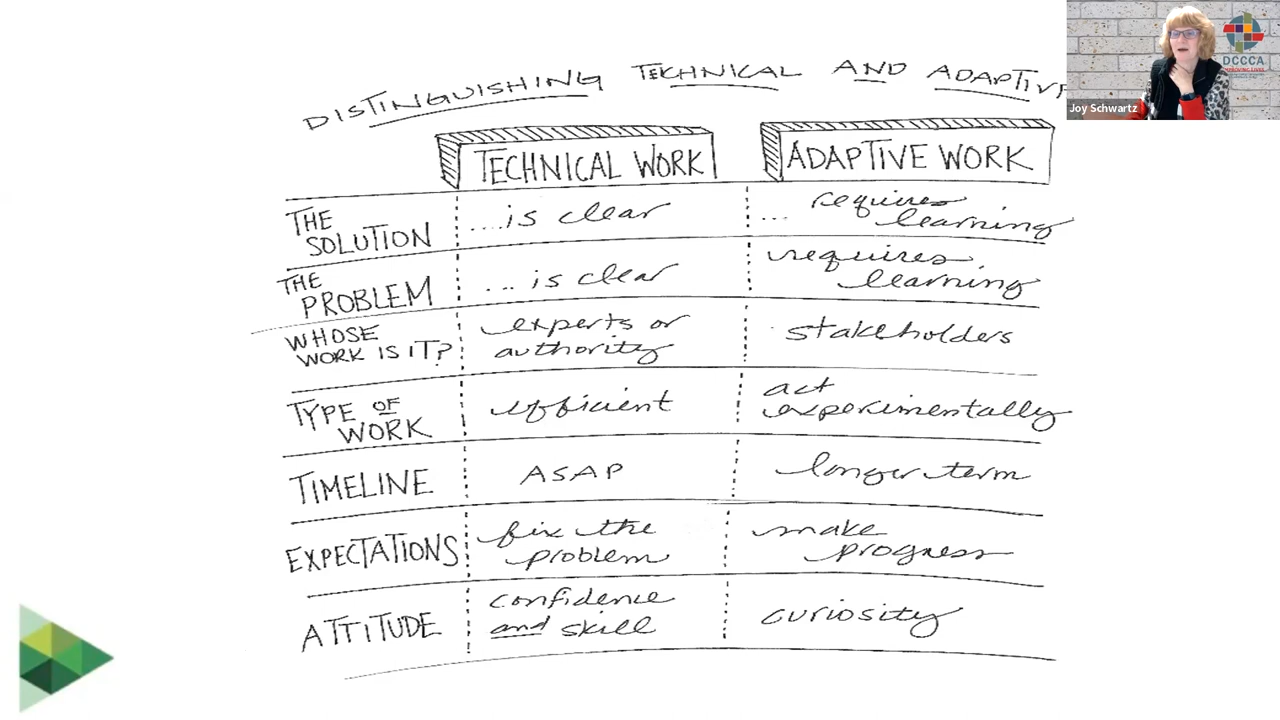 DISTINGUISHING TECHNICAL AND ADAPTIV
TECHNICAL WORK
ADAPTIVE WORK
THE
SOLUTION
....is clear
... requires
learning
THE
PROBLEM
... is clear
requires
learning
WHOSE
WORK IS IT?
experts or
authority
stakeholders
TYPE OF
WORK
efficient
act
experimentally
TIMELINE
ASAP
longer term
EXPECTATIONS
fix the
problem
make
progress
ATTITUDE
confidence
and skill
curiosity
DCCCA
Joy Schwartz